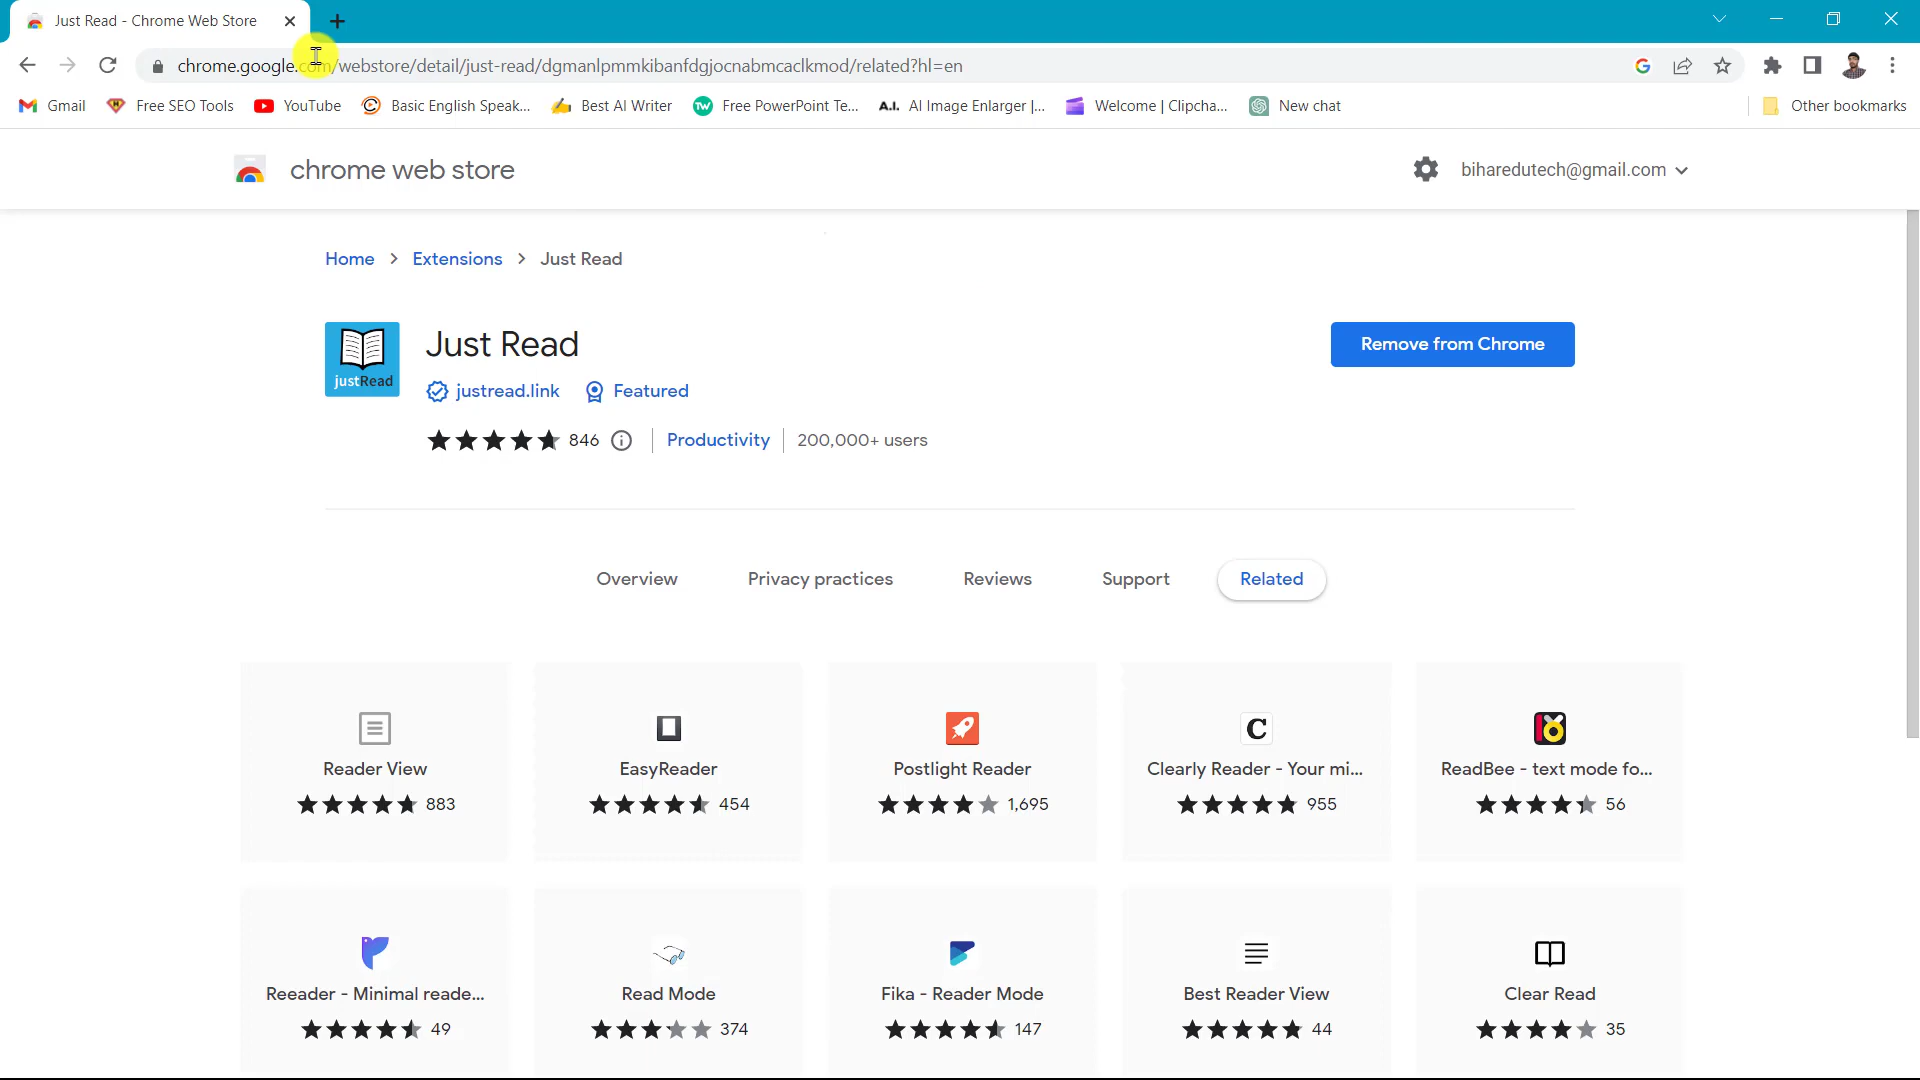 Just Read - Chrome Web Store
chrome.google.com/webstore/detail/just-read/dgmanlpmmkibanfdgjocnabmcaclkmod/related?hl=en
Gmail Free SEO Tools YouTube Basic English Speak... Best AI Writer Free PowerPoint Te... A.I. AI Image Enlarger |... Welcome | Clipcha... New chat Other bookmarks
chrome web store biharedutech@gmail.com
Home > Extensions > Just Read
justRead
Just Read
Remove from Chrome
justread.link Featured
846 Productivity 200,000+ users
Overview Privacy practices Reviews Support Related
Reader View EasyReader Postlight Reader Clearly Reader - Your mi... ReadBee - text mode fo...
883 454 1,695 955 56
Reeader - Minimal reade... Read Mode Fika - Reader Mode Best Reader View Clear Read
49 374 147 44 35